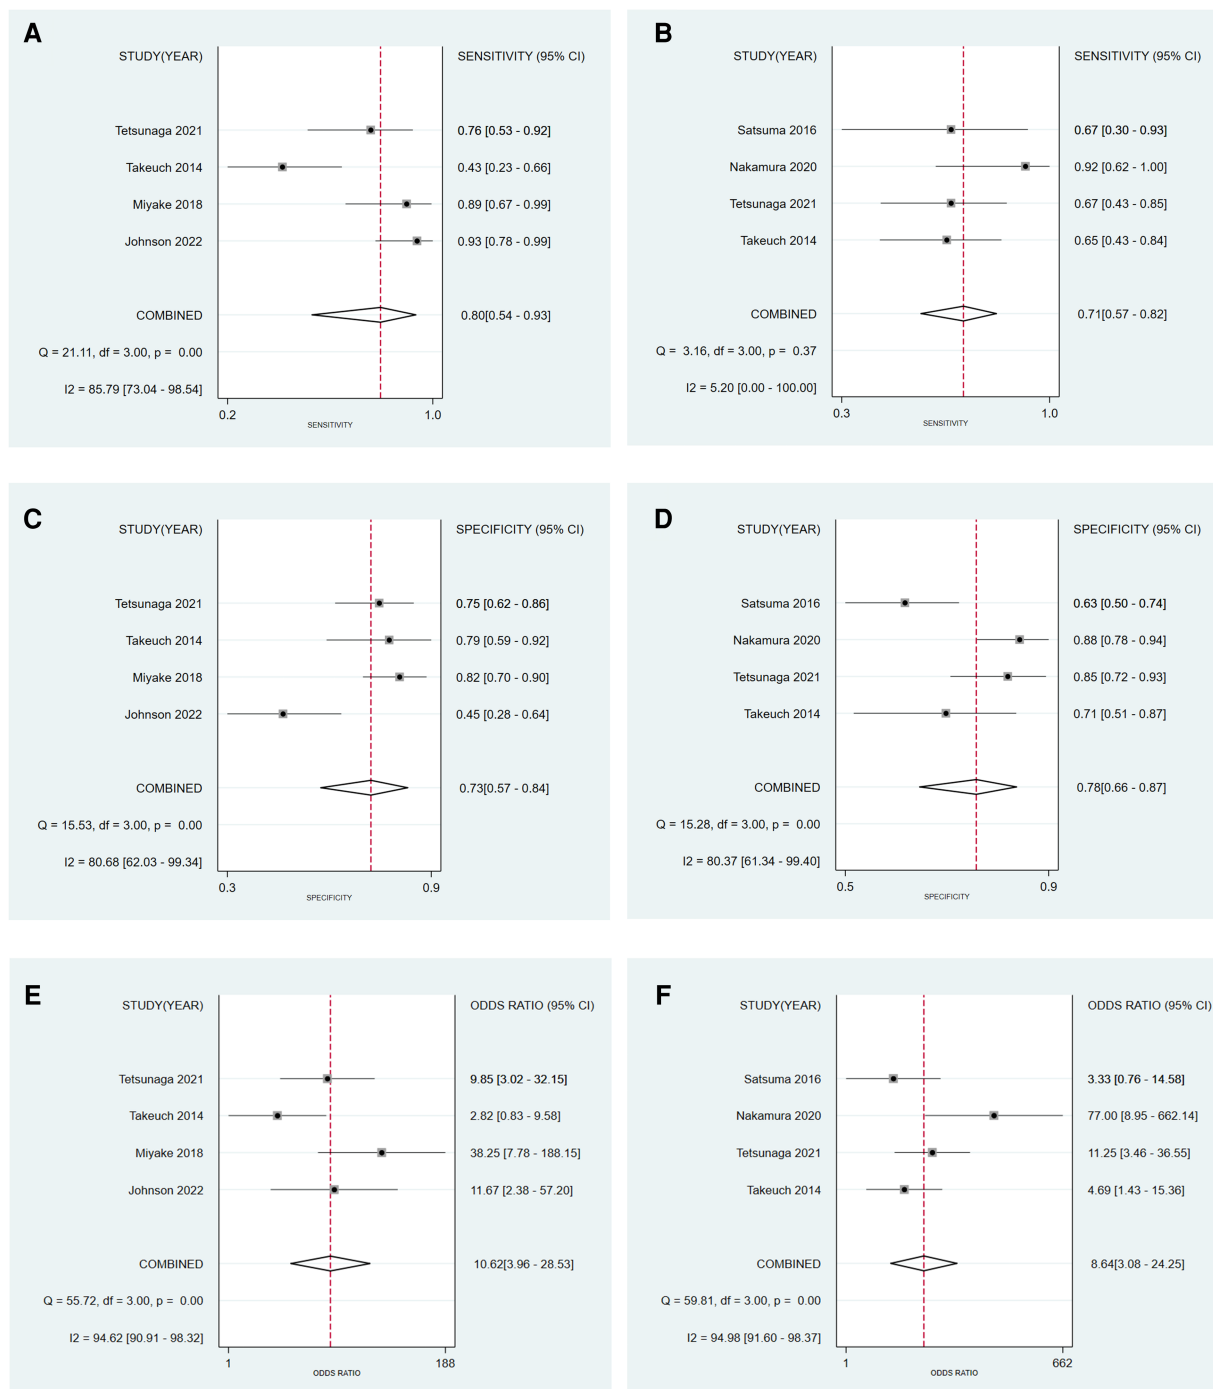 A
STUDY(YEAR) SENSITIVITY (95% CI)
Tetsunaga 2021 0.76 [0.53 - 0.92]
Takeuch 2014 0.43 [0.23 - 0.66]
Miyake 2018 0.89 [0.67 - 0.99]
Johnson 2022 0.93 [0.78 - 0.99]
COMBINED 0.80[0.54 - 0.93]
Q = 21.11, df = 3.00, p = 0.00
I2 = 85.79 [73.04 - 98.54]
0.2 1.0
SENSITIVITY
B
STUDY(YEAR) SENSITIVITY (95% CI)
Satsuma 2016 0.67 [0.30 - 0.93]
Nakamura 2020 0.92 [0.62 - 1.00]
Tetsunaga 2021 0.67 [0.43 - 0.85]
Takeuch 2014 0.65 [0.43 - 0.84]
COMBINED 0.71[0.57 - 0.82]
Q = 3.16, df = 3.00, p = 0.37
I2 = 5.20 [0.00 - 100.00]
0.3 1.0
SENSITIVITY
C
STUDY(YEAR) SPECIFICITY (95% CI)
Tetsunaga 2021 0.75 [0.62 - 0.86]
Takeuch 2014 0.79 [0.59 - 0.92]
Miyake 2018 0.82 [0.70 - 0.90]
Johnson 2022 0.45 [0.28 - 0.64]
COMBINED 0.73[0.57 - 0.84]
Q = 15.53, df = 3.00, p = 0.00
I2 = 80.68 [62.03 - 99.34]
0.3 0.9
SPECIFICITY
D
STUDY(YEAR) SPECIFICITY (95% CI)
Satsuma 2016 0.63 [0.50 - 0.74]
Nakamura 2020 0.88 [0.78 - 0.94]
Tetsunaga 2021 0.85 [0.72 - 0.93]
Takeuch 2014 0.71 [0.51 - 0.87]
COMBINED 0.78[0.66 - 0.87]
Q = 15.28, df = 3.00, p = 0.00
I2 = 80.37 [61.34 - 99.40]
0.5 0.9
SPECIFICITY
E
STUDY(YEAR) ODDS RATIO (95% CI)
Tetsunaga 2021 9.85 [3.02 - 32.15]
Takeuch 2014 2.82 [0.83 - 9.58]
Miyake 2018 38.25 [7.78 - 188.15]
Johnson 2022 11.67 [2.38 - 57.20]
COMBINED 10.62[3.96 - 28.53]
Q = 55.72, df = 3.00, p = 0.00
I2 = 94.62 [90.91 - 98.32]
1 188
ODDS RATIO
F
STUDY(YEAR) ODDS RATIO (95% CI)
Satsuma 2016 3.33 [0.76 - 14.58]
Nakamura 2020 77.00 [8.95 - 662.14]
Tetsunaga 2021 11.25 [3.46 - 36.55]
Takeuch 2014 4.69 [1.43 - 15.36]
COMBINED 8.64[3.08 - 24.25]
Q = 59.81, df = 3.00, p = 0.00
I2 = 94.98 [91.60 - 98.37]
1 662
ODDS RATIO